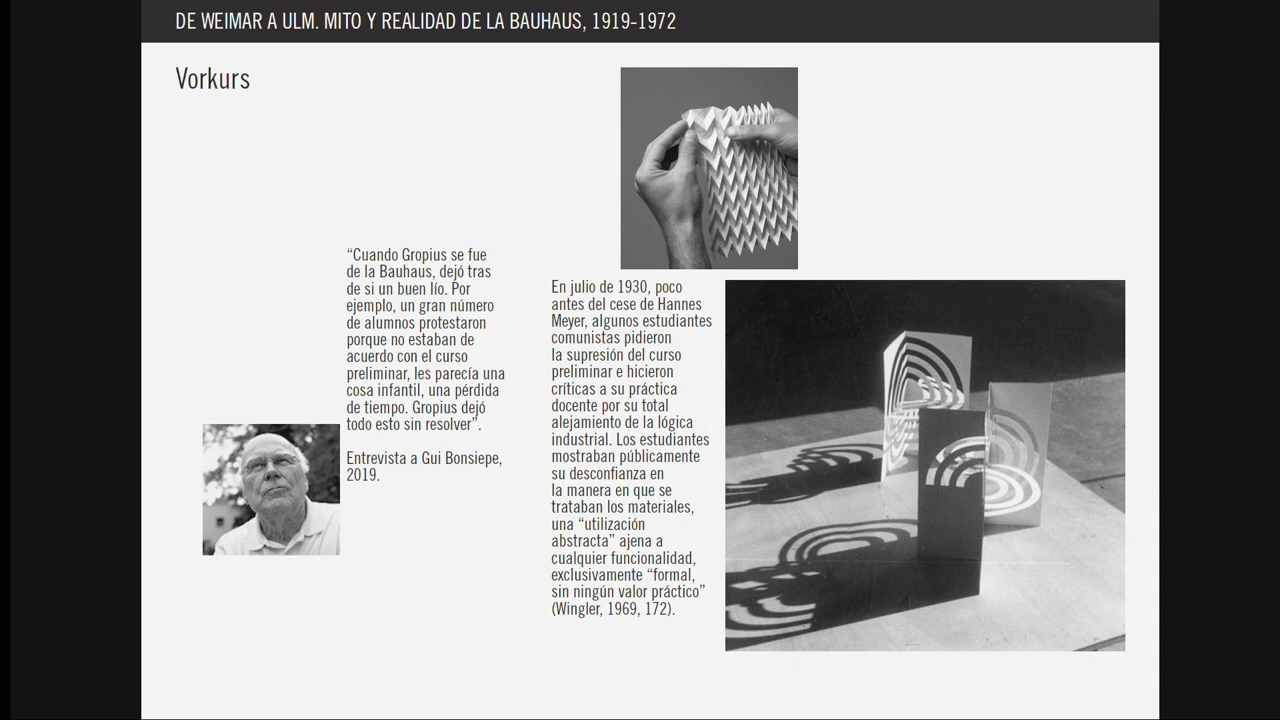 DE WEIMAR A ULM. MITO Y REALIDAD DE LA BAUHAUS, 1919-1972
Vorkurs
“Cuando Gropius se fue
de la Bauhaus, dejó tras
de si un buen lío. Por
ejemplo, un gran número
de alumnos protestaron
porque no estaban de
acuerdo con el curso
preliminar, les parecía una
cosa infantil, una pérdida
de tiempo. Gropius dejó
todo esto sin resolver”.
Entrevista a Gui Bonsiepe,
2019.
En julio de 1930, poco
antes del cese de Hannes
Meyer, algunos estudiantes
comunistas pidieron
la supresión del curso
preliminar e hicieron
críticas a su práctica
docente por su total
alejamiento de la lógica
industrial. Los estudiantes
mostraban públicamente
su desconfianza en
la manera en que se
trataban los materiales,
una “utilización
abstracta” ajena a
cualquier funcionalidad,
exclusivamente “formal,
sin ningún valor práctico”
(Wingler, 1969, 172).